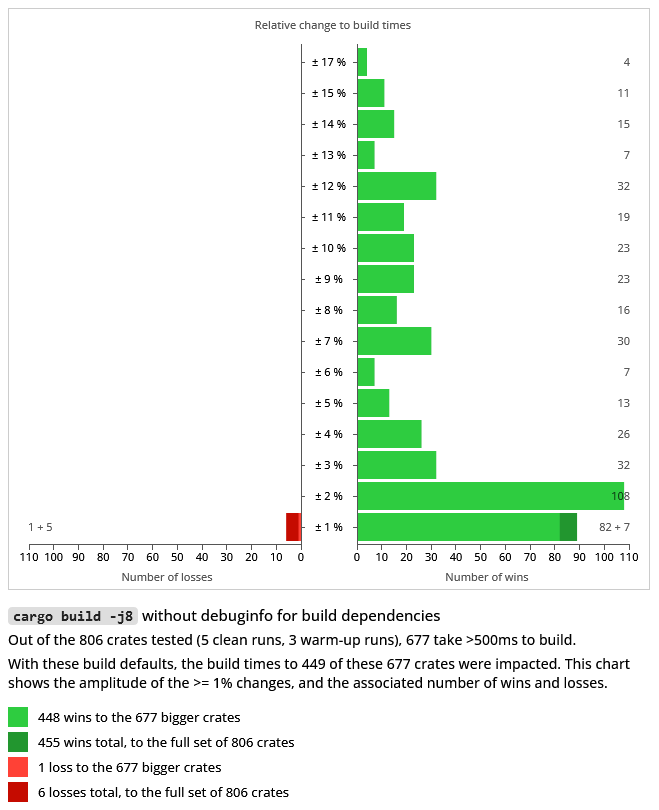 Relative change to build times
± 17 % 4
± 15 % 11
± 14 % 15
± 13 % 7
± 12 % 32
± 11 % 19
± 10 % 23
± 9 % 23
± 8 % 16
± 7 % 30
± 6 % 7
± 5 % 13
± 4 % 26
± 3 % 32
± 2 % 108
1 + 5 ± 1 % 82 + 7
110 100 90 80 70 60 50 40 30 20 10 0 0 10 20 30 40 50 60 70 80 90 100 110
Number of losses Number of wins
cargo build -j8 without debuginfo for build dependencies
Out of the 806 crates tested (5 clean runs, 3 warm-up runs), 677 take >500ms to build.
With these build defaults, the build times to 449 of these 677 crates were impacted. This chart
shows the amplitude of the >= 1% changes, and the associated number of wins and losses.
448 wins to the 677 bigger crates
455 wins total, to the full set of 806 crates
1 loss to the 677 bigger crates
6 losses total, to the full set of 806 crates